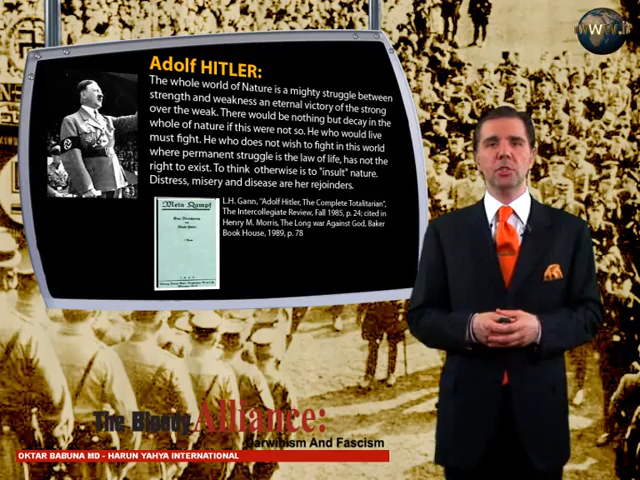 www.
Adolf HITLER:
The whole world of Nature is a mighty struggle between
strength and weakness an eternal victory of the strong
over the weak. There would be nothing but decay in the
whole of nature if this were not so. He who would live
must fight. He who does not wish to fight in this world
where permanent struggle is the law of life, has not the
right to exist. To think otherwise is to "insult" nature.
Distress, misery and disease are her rejoinders.
Mein Kampf
L.H. Gann, "Adolf Hitler, The Complete Totalitarian",
The Intercollegiate Review, Fall 1985, p. 24; cited in
Henry M. Morris, The Long war Against God, Baker
Book House, 1989, p. 78
The Bloody Alliance:
Darwinism And Fascism
OKTAR BABUNA MD - HARUN YAHYA INTERNATIONAL